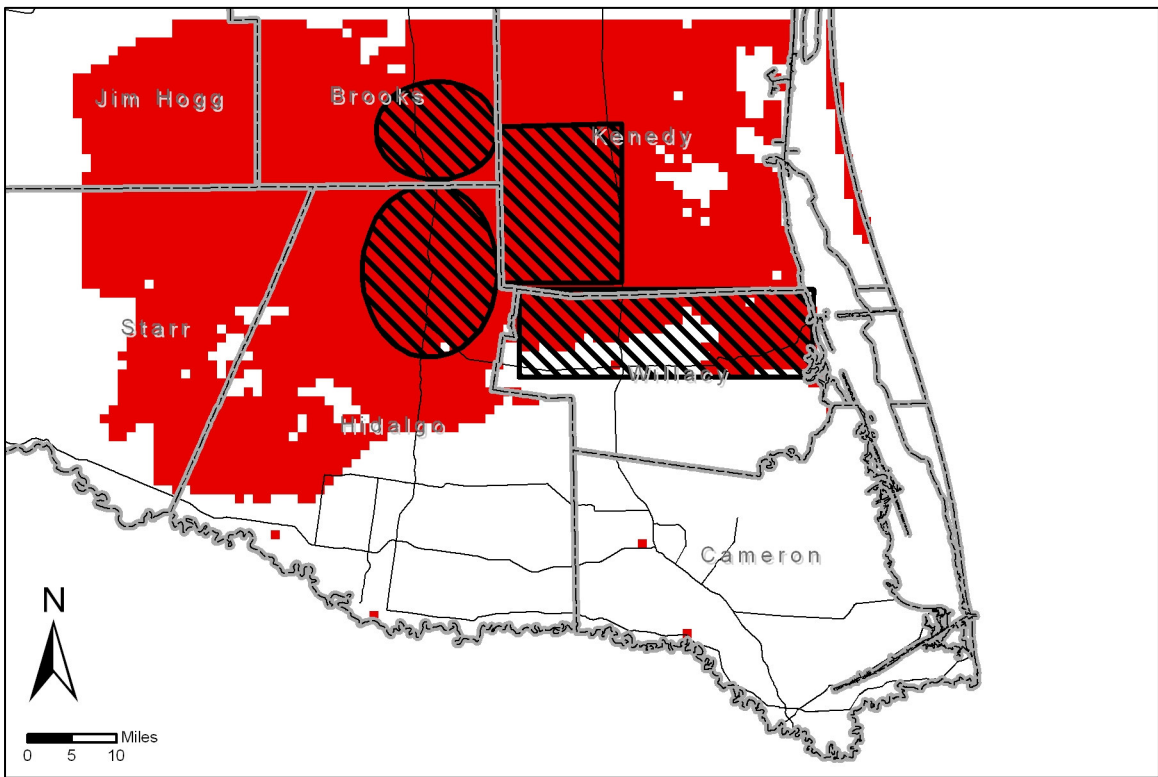 Jim Hogg
Brooks
Kenedy
Starr
Willacy
Hidalgo
Cameron
N
Miles
0 5 10